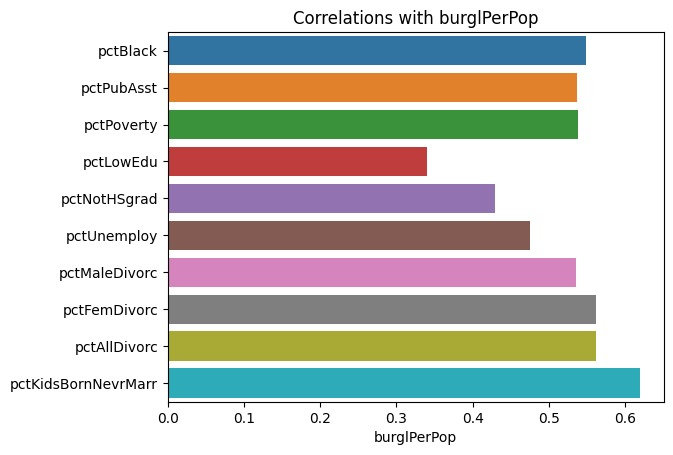 Correlations with burglPerPop
pctBlack
pctPubAsst
pctPoverty
pctLowEdu
pctNotHSgrad
pctUnemploy
pctMaleDivorc
pctFemDivorc
pctAllDivorc
pctKidsBornNevrMarr
0.0 0.1 0.2 0.3 0.4 0.5 0.6
burglPerPop